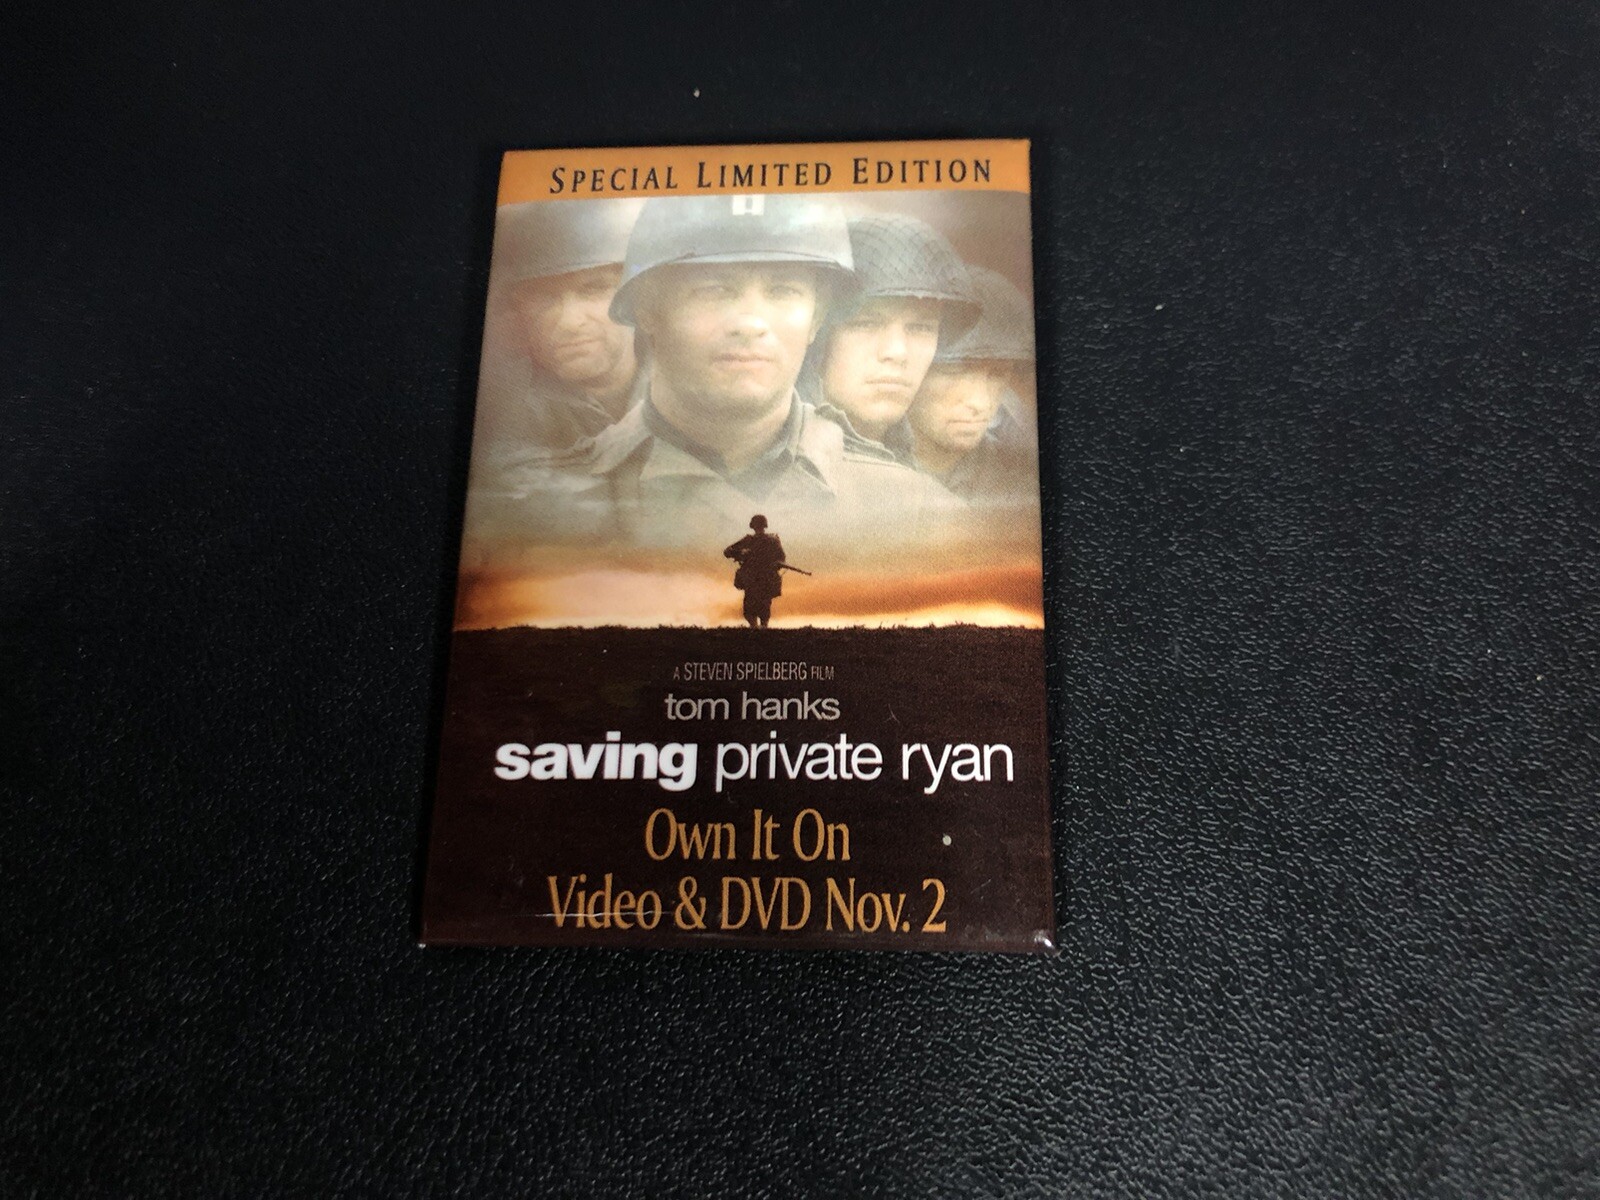 SPECIAL LIMITED EDITION
A STEVEN SPIELBERG FILM
tom hanks
saving private ryan
Own It On
Video & DVD Nov. 2